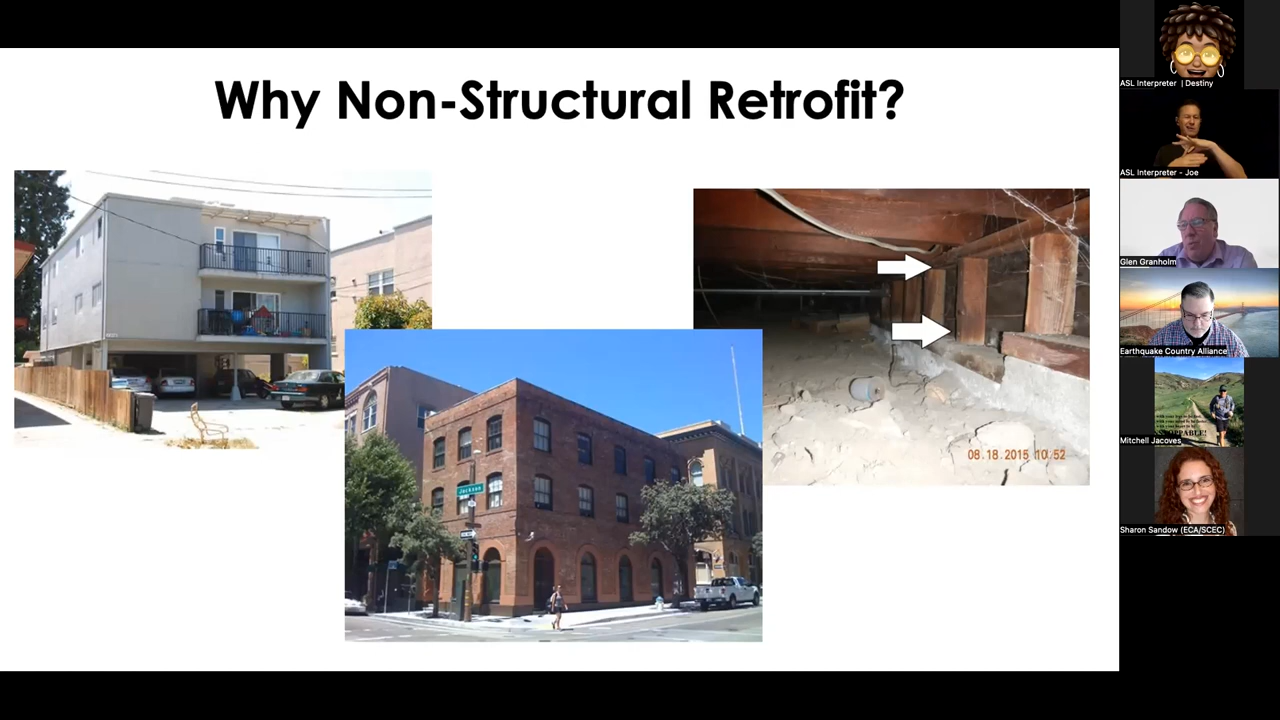 Why Non-Structural Retrofit?
Jackson
08.18.2015 10:52
ASL Interpreter | Destiny
ASL Interpreter - Joe
Glen Granholm
Earthquake Country Alliance
Mitchell Jacoves
Sharon Sandow (ECA/SCEC)